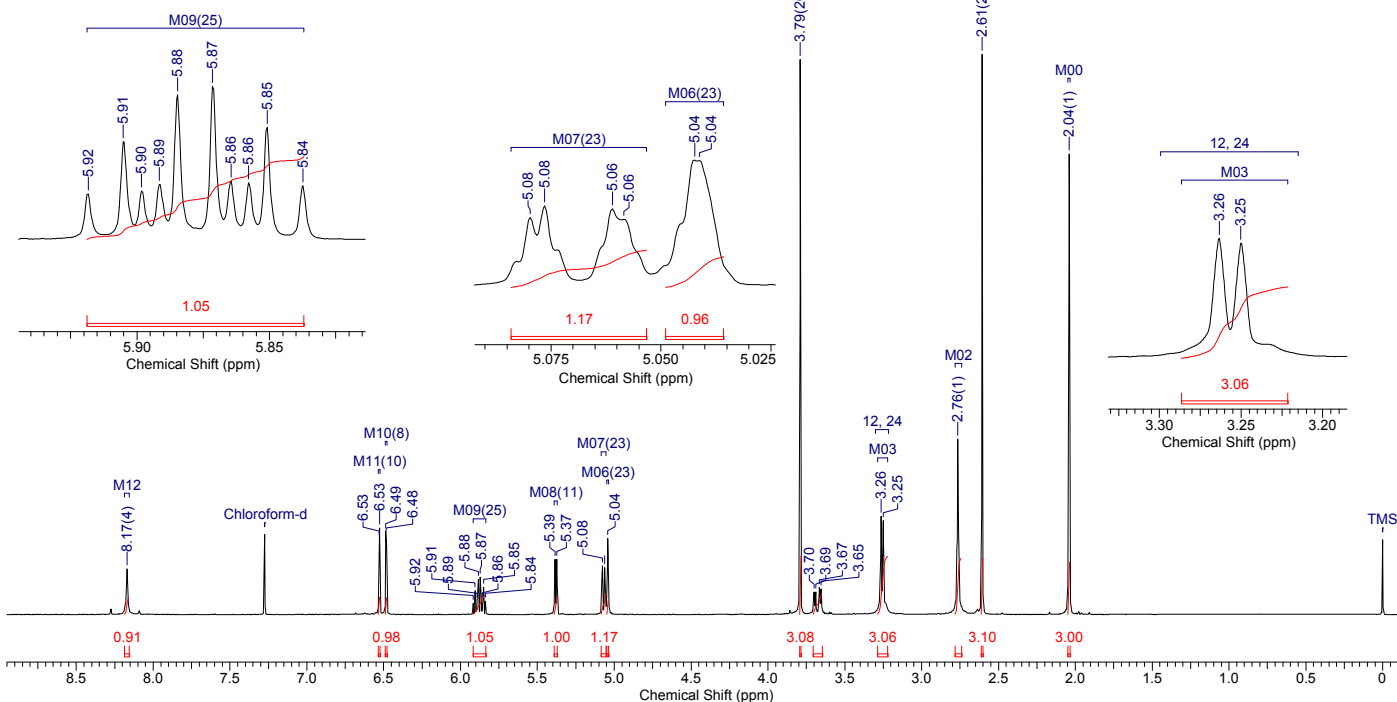 M09(25)
5.92
5.91
5.90
5.89
5.88
5.87
5.86
5.86
5.85
5.84
1.05
5.90 5.85
Chemical Shift (ppm)
M07(23)
M06(23)
5.08
5.08
5.06
5.06
5.04
5.04
1.17
0.96
5.075 5.050 5.025
Chemical Shift (ppm)
12, 24
M03
3.26
3.25
3.06
3.30 3.25 3.20
Chemical Shift (ppm)
M12
8.17(4)
Chloroform-d
M10(8)
M11(10)
6.53
6.53
6.49
6.48
M09(25)
5.92
5.91
5.89
5.88
5.87
5.86
5.85
5.84
M08(11)
5.39
5.37
M07(23)
M06(23)
5.08
5.04
3.70
3.69
3.67
3.65
12, 24
M03
3.26
3.25
M02
2.76(1)
M00
2.04(1)
TMS
0.91 0.98 1.05 1.00 1.17 3.08 3.06 3.10 3.00
8.5 8.0 7.5 7.0 6.5 6.0 5.5 5.0 4.5 4.0 3.5 3.0 2.5 2.0 1.5 1.0 0.5 0
Chemical Shift (ppm)